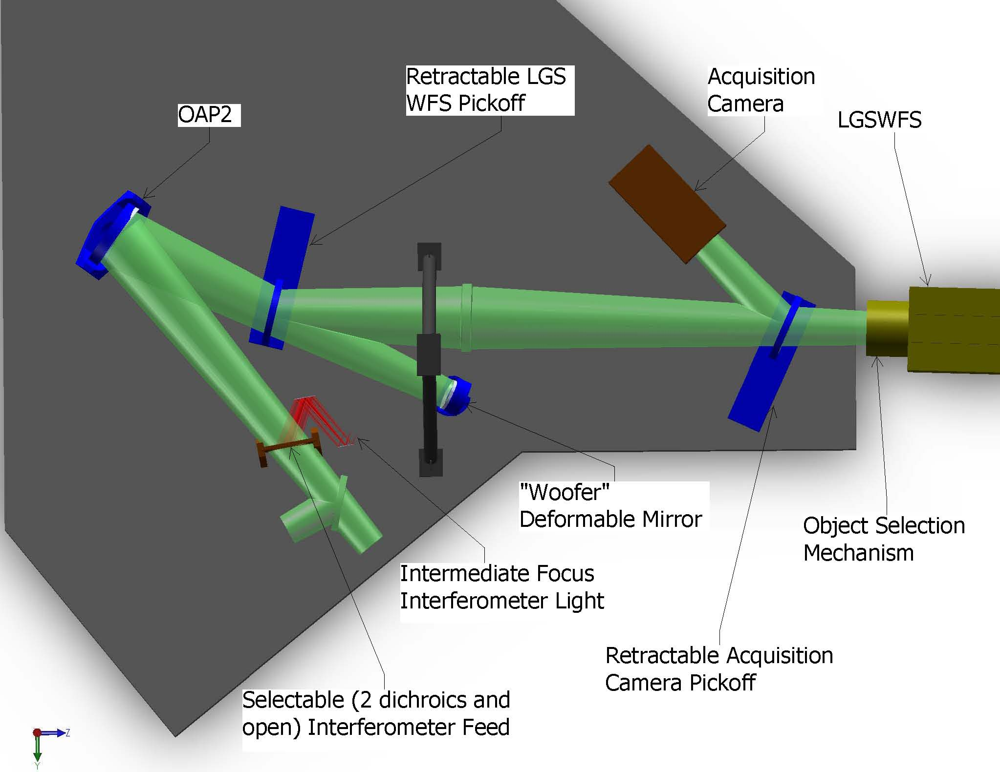 Retractable LGS
WFS Pickoff
Acquisition
Camera
OAP2
LGSWFS
"Woofer"
Deformable Mirror
Object Selection
Mechanism
Intermediate Focus
Interferometer Light
Retractable Acquisition
Camera Pickoff
Selectable (2 dichroics and
open) Interferometer Feed
Z
Y